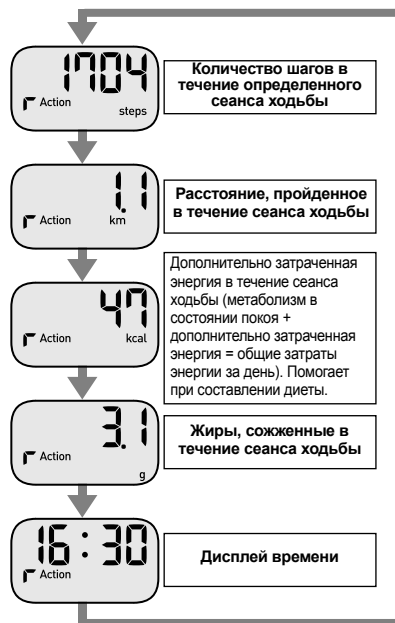 1704
Action
steps
Количество шагов в
течение определенного
сеанса ходьбы
1.1
Action
km
Расстояние, пройденное
в течение сеанса ходьбы
47
Action
kcal
Дополнительно затраченная
энергия в течение сеанса
ходьбы (метаболизм в
состоянии покоя +
дополнительно затраченная
энергия = общие затраты
энергии за день). Помогает
при составлении диеты.
3.1
Action
g
Жиры, сожженные в
течение сеанса ходьбы
16:30
Action
Дисплей времени